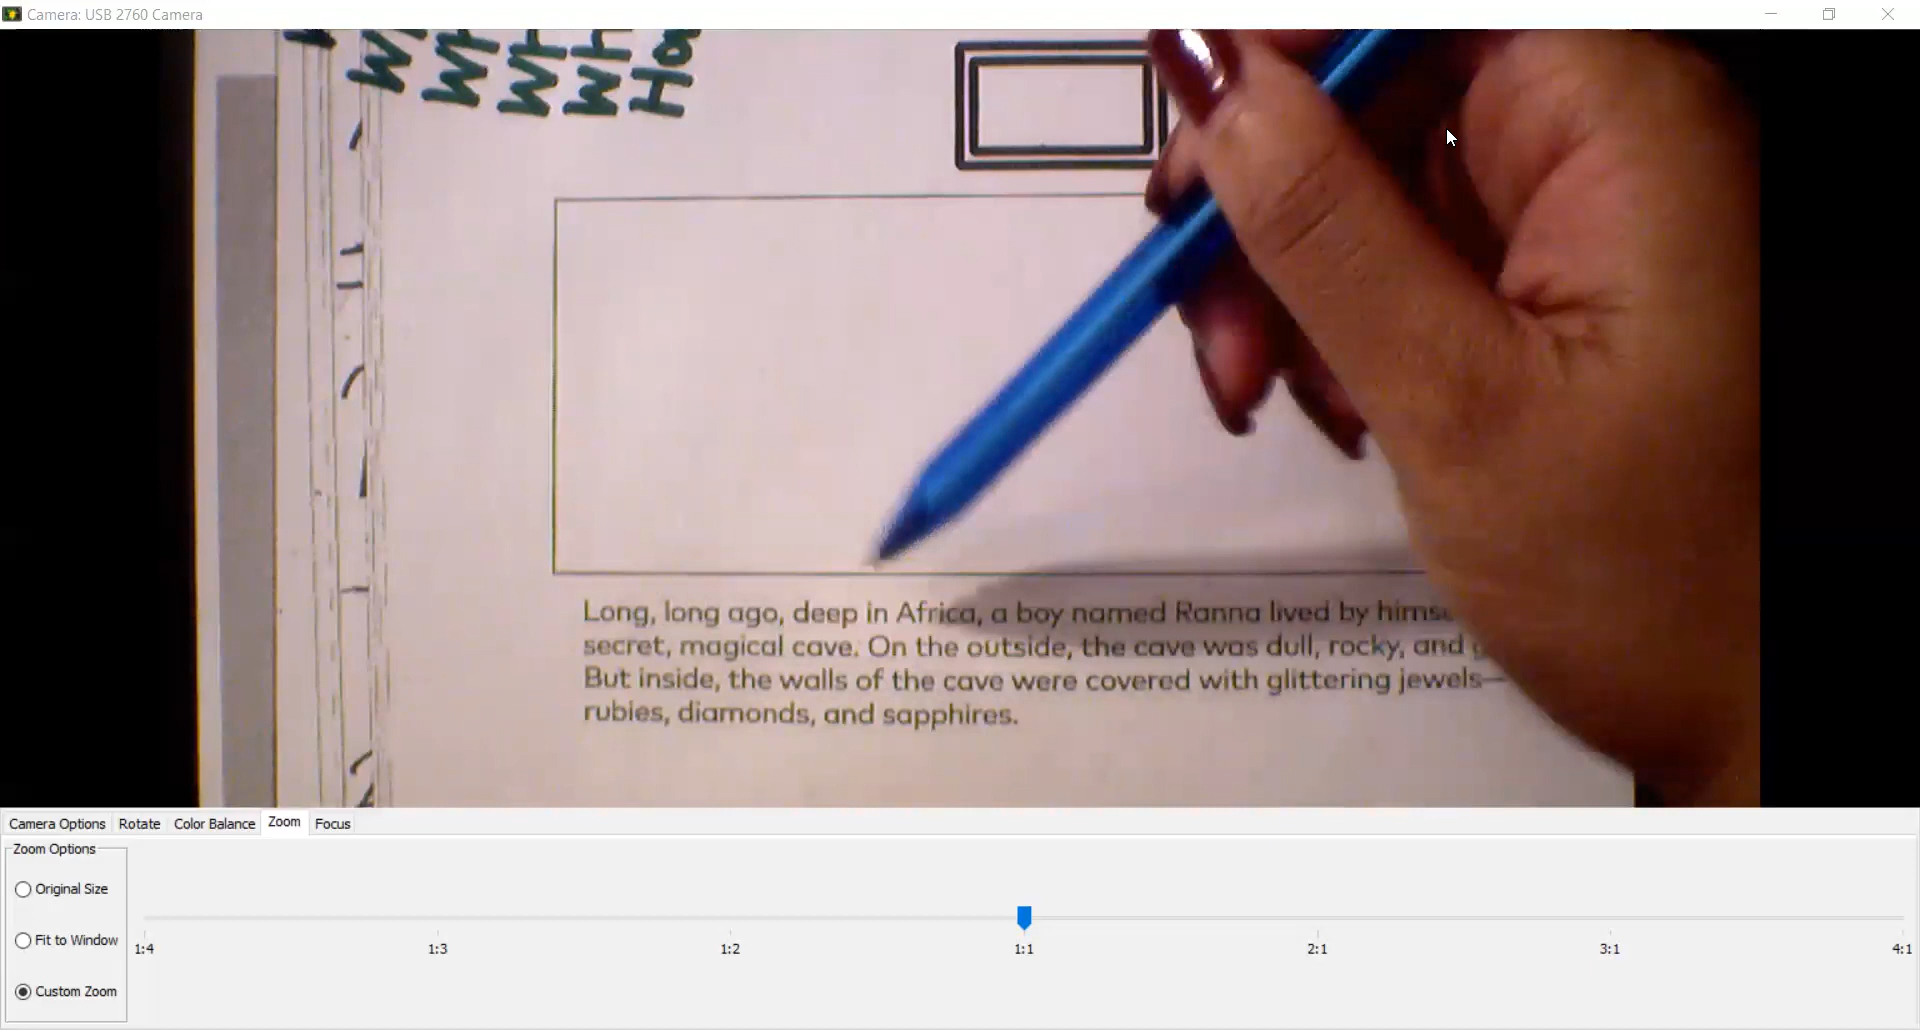 Camera: USB 2760 Camera
Long, long ago, deep in Africa, a boy named Ranna lived by
secret, magical cave. On the outside, the cave was dull, rocky, and
But inside, the walls of the cave were covered with glittering jewels—
rubies, diamonds, and sapphires.
Camera Options Rotate Color Balance Zoom Focus
Zoom Options
Original Size
Fit to Window
Custom Zoom
1:4 1:3 1:2 1:1 2:1 3:1 4:1